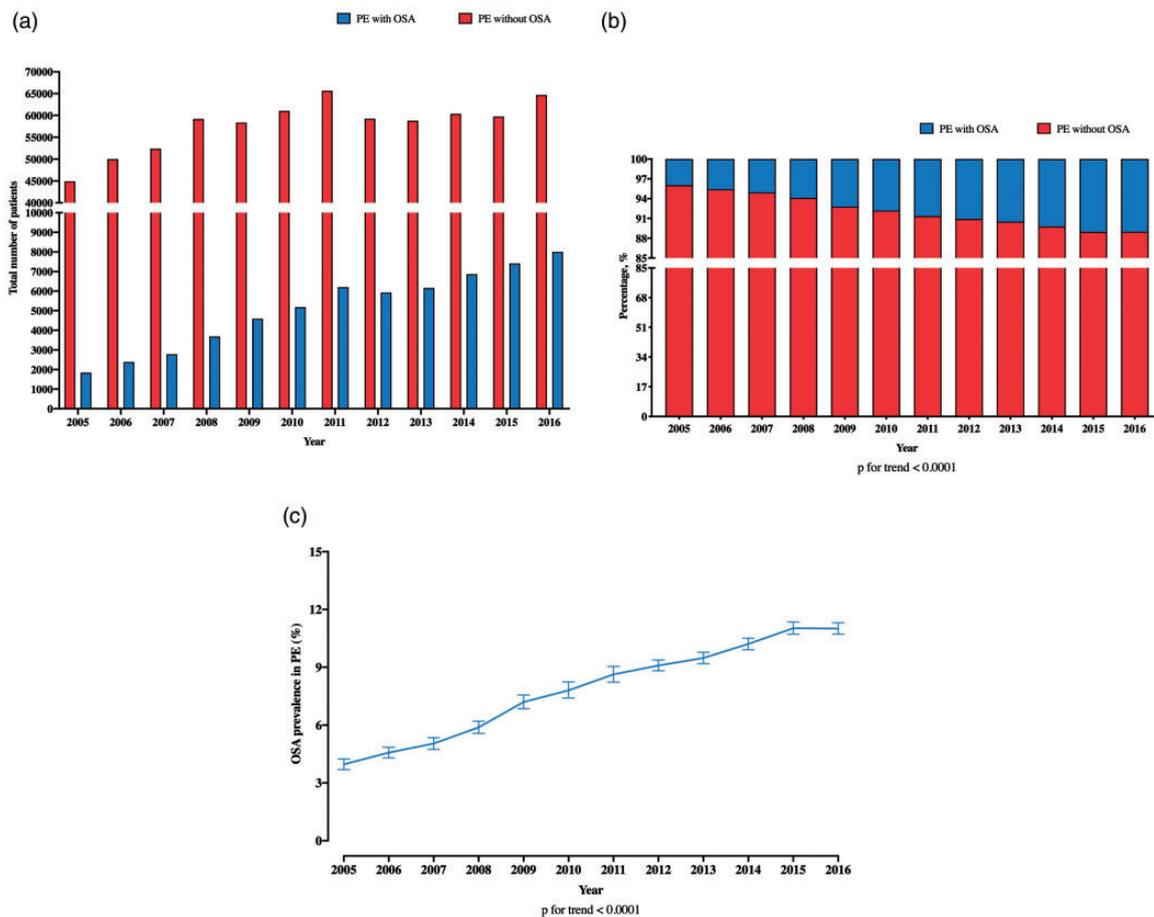 (a)
PE with OSA PE without OSA
Total number of patients
70000
65000
60000
55000
50000
45000
40000
10000
9000
8000
7000
6000
5000
4000
3000
2000
1000
0
2005 2006 2007 2008 2009 2010 2011 2012 2013 2014 2015 2016
Year
(b)
PE with OSA PE without OSA
Percentage, %
100
97
94
91
88
85
85
68
51
34
17
0
2005 2006 2007 2008 2009 2010 2011 2012 2013 2014 2015 2016
Year
p for trend < 0.0001
(c)
OSA prevalence in PE (%)
15
12
9
6
3
0
2005 2006 2007 2008 2009 2010 2011 2012 2013 2014 2015 2016
Year
p for trend < 0.0001